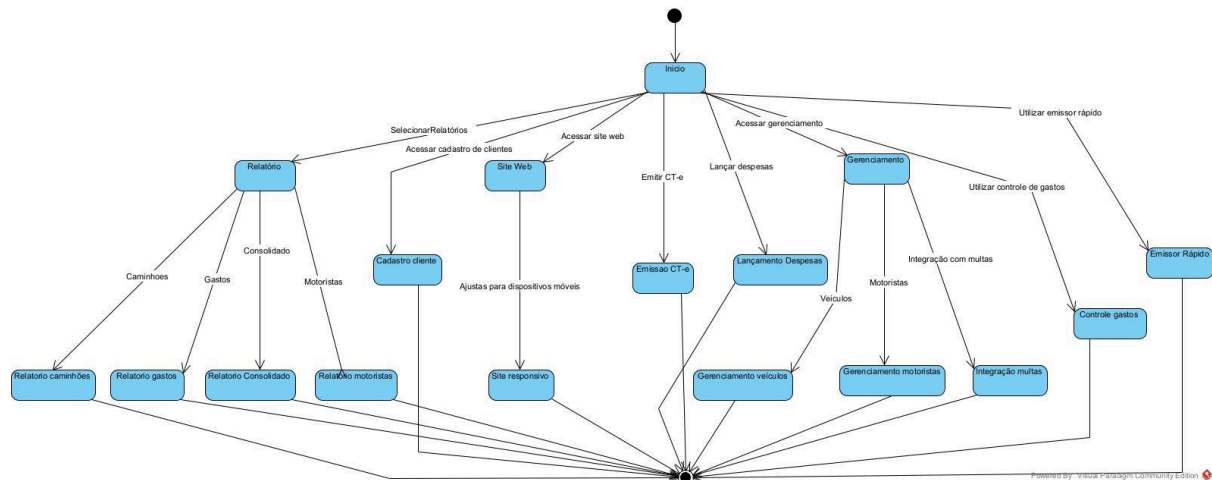 Inicio
Utilizar emissor rápido
Acessar gerenciamento
SelecionarRelatórios
Acessar site web
Acessar cadastro de clientes
Relatório
Site Web
Emitir CT-e
Lançar despesas
Gerenciamento
Utilizar controle de gastos
Consolidado
Cadastro cliente
Emissao CT-e
Lançamento Despesas
Integração com multas
Emissor Rápido
Caminhoes
Gastos
Motoristas
Ajustas para dispositivos móveis
Veiculos
Motoristas
Controle gastos
Relatorio caminhões
Relatorio gastos
Relatorio Consolidado
Relatório motoristas
Site responsivo
Gerenciamento veículos
Gerenciamento motoristas
Integração multas
Powered By: Visual Paradigm Community Edition